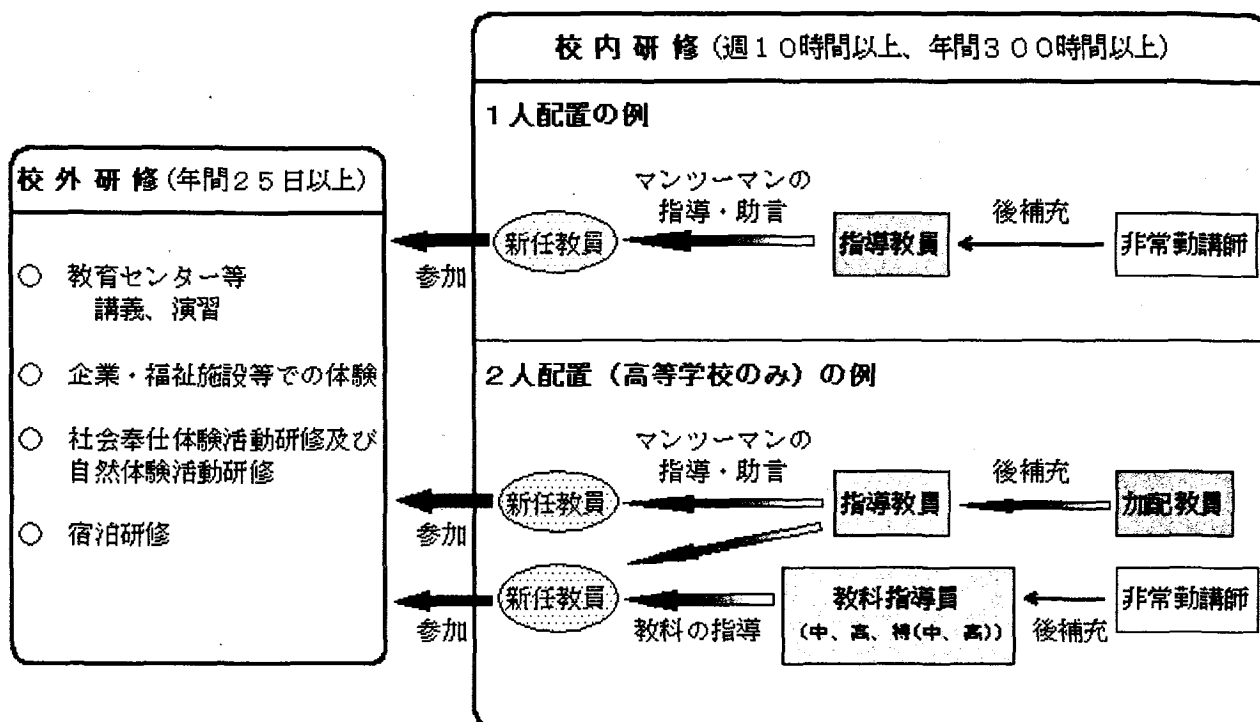 校内研修(週10時間以上、年間300時間以上)
1人配置の例
校外研修(年間25日以上)
○ 教育センター等
講義、演習
○ 企業・福祉施設等での体験
○ 社会奉仕体験活動研修及び
自然体験活動研修
○ 宿泊研修
参加
新任教員
マンツーマンの
指導・助言
指導教員
後補充
非常勤講師
2人配置(高等学校のみ)の例
マンツーマンの
指導・助言
参加
新任教員
指導教員
後補充
加配教員
参加
新任教員
教科の指導
教科指導員
(中、高、特(中、高))
後補充
非常勤講師